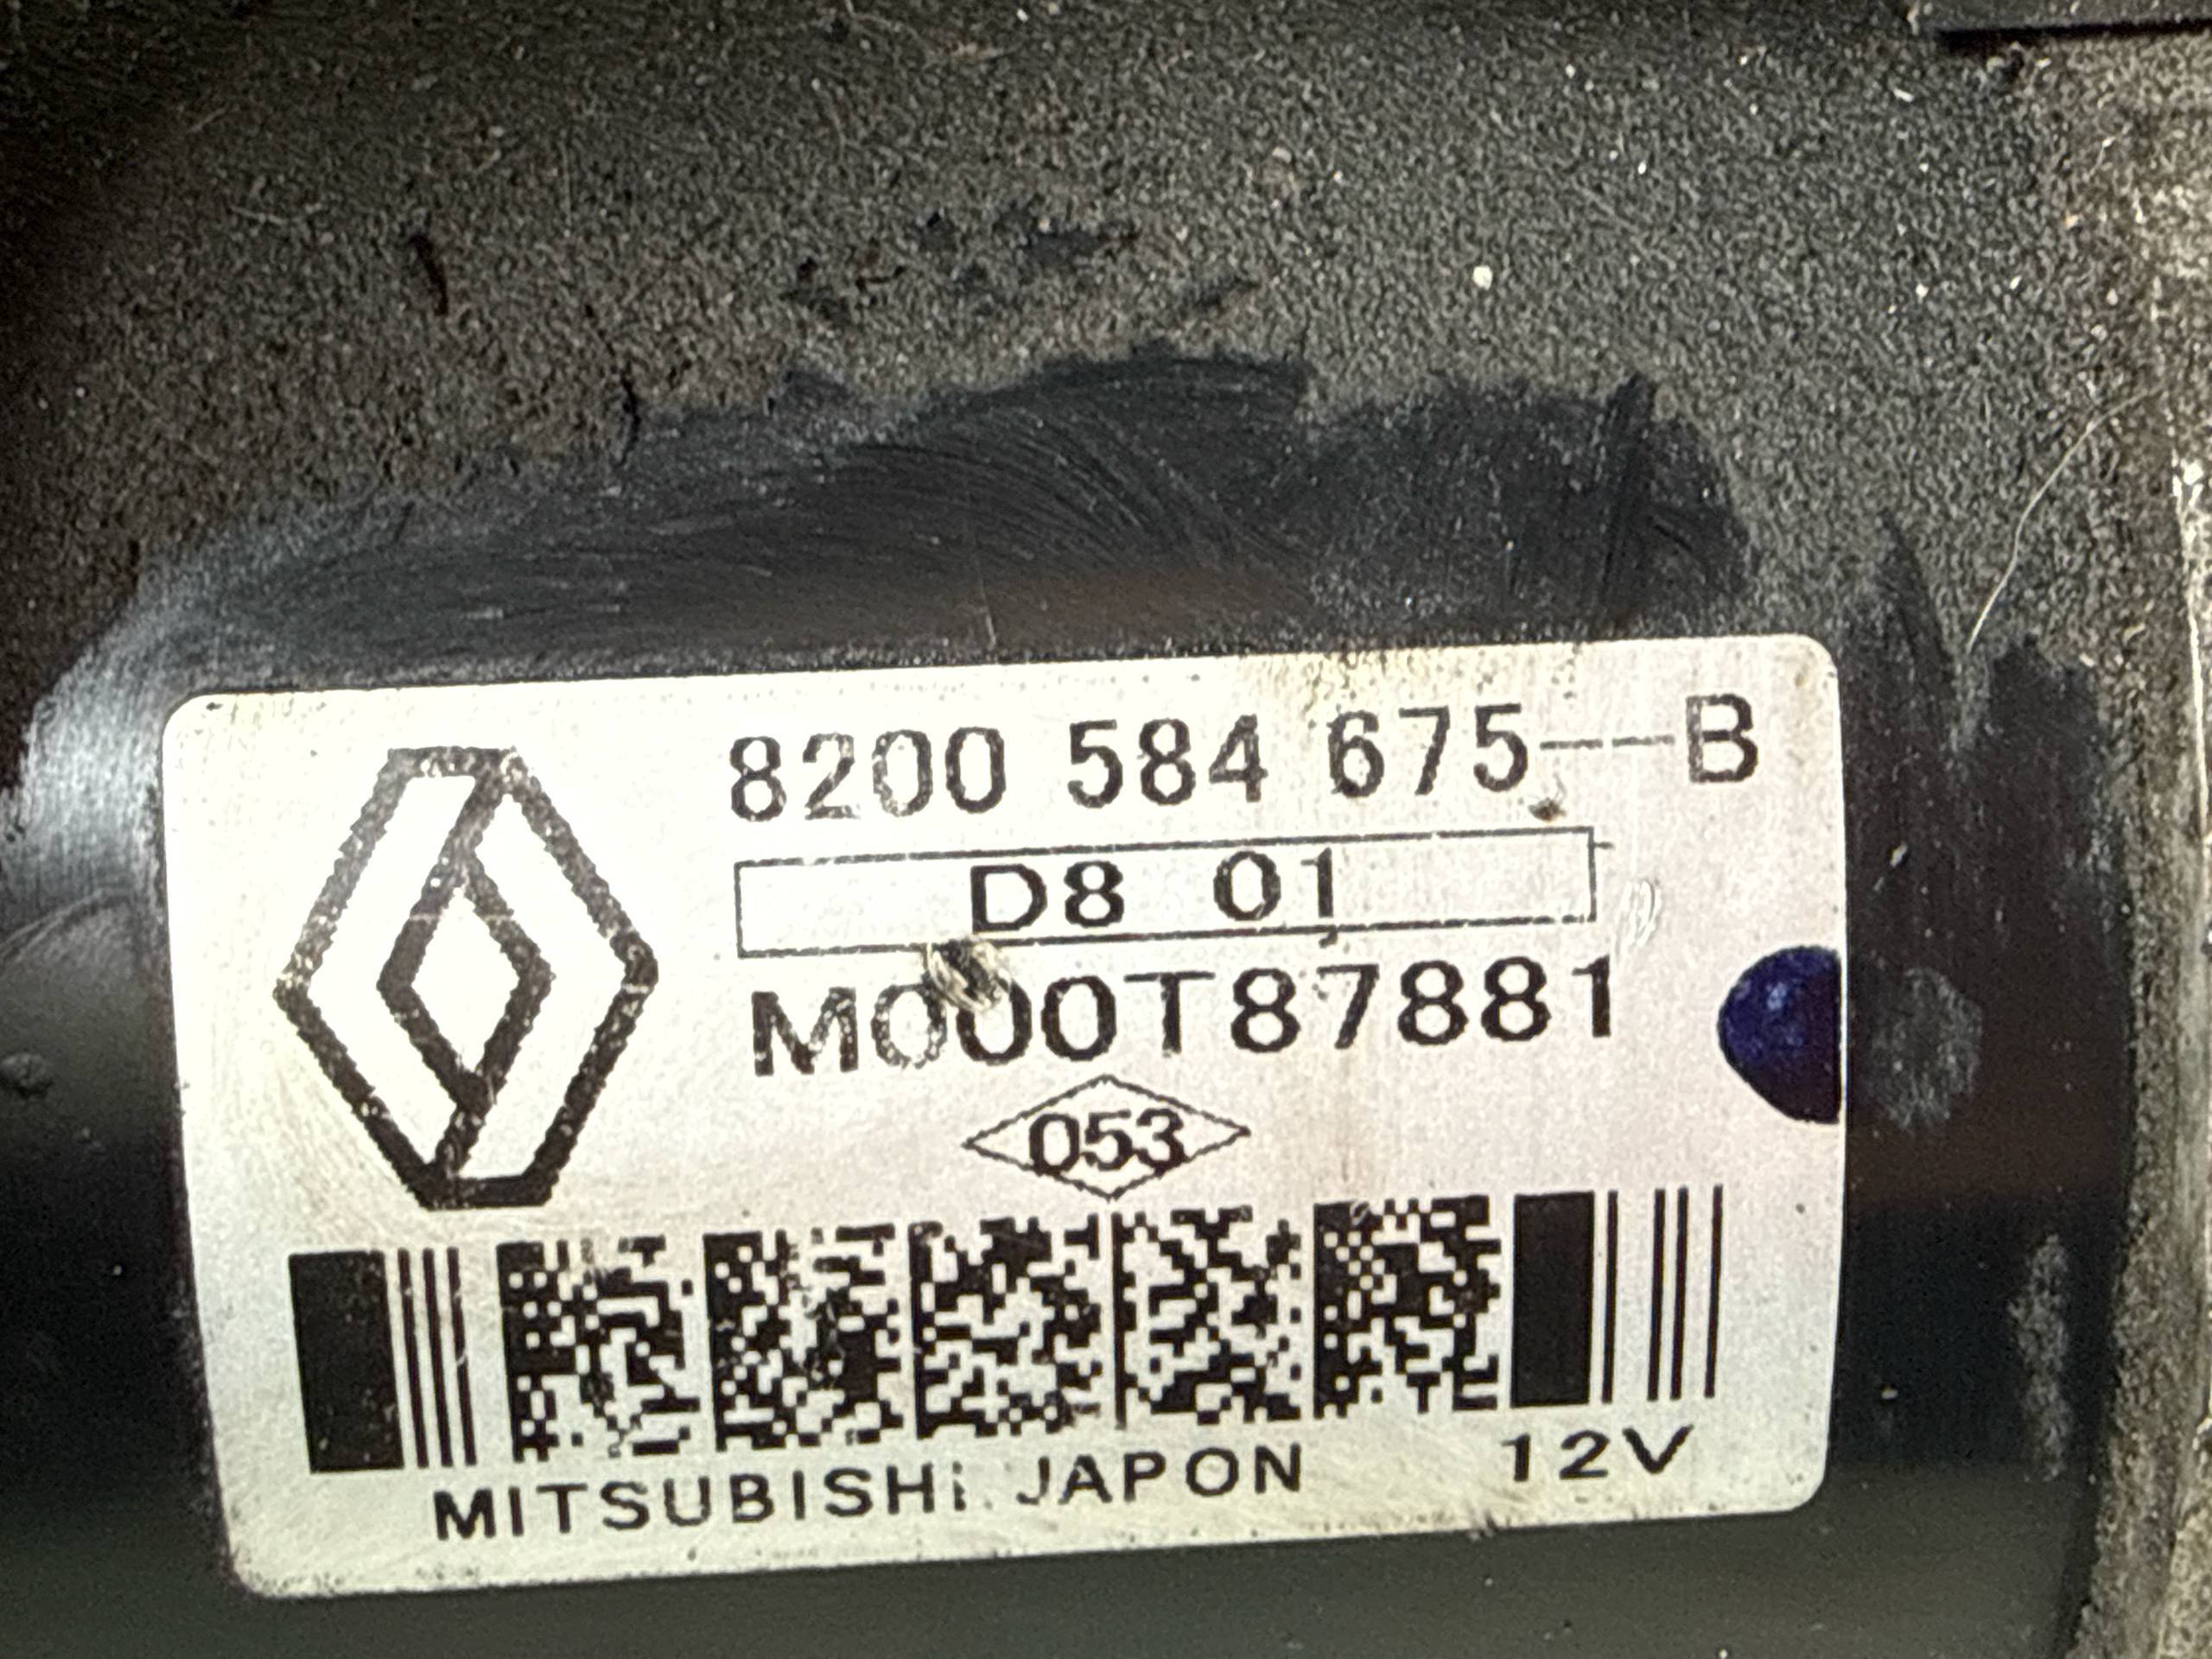 8200 584 675--B
D8 01
M000T87881
053
MITSUBISHI JAPON 12V